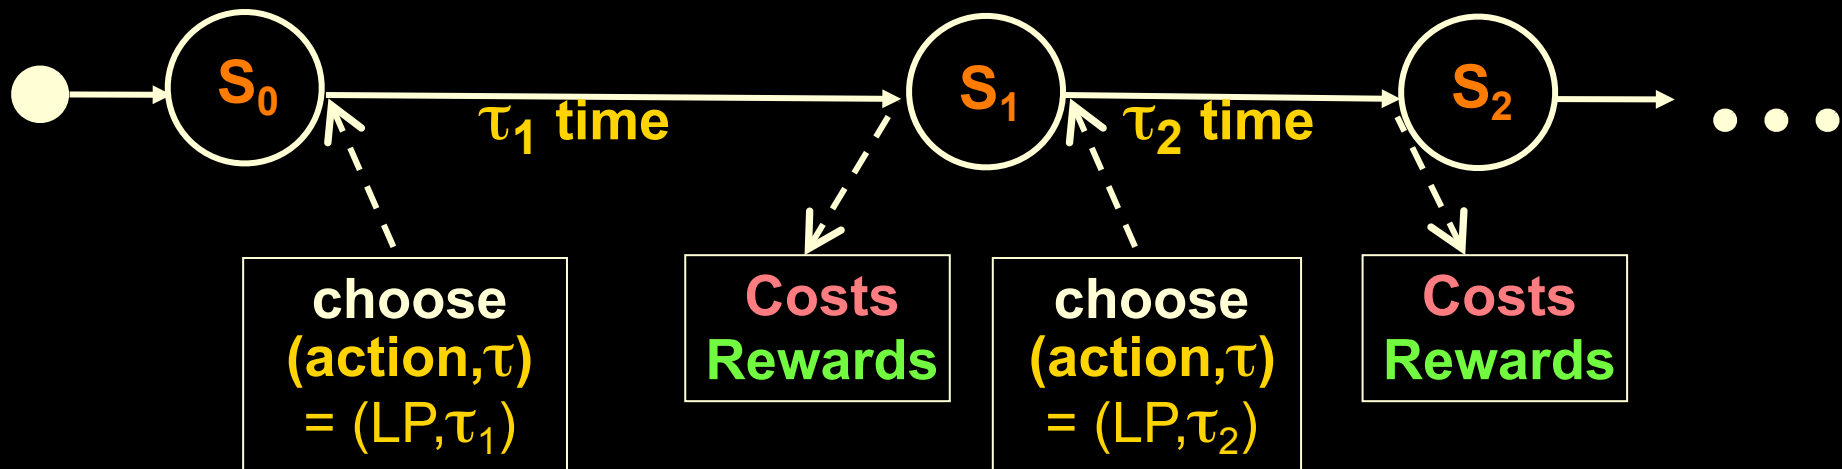 S₀
τ₁ time
S₁
τ₂ time
S₂
choose
(action,τ)
= (LP,τ₁)
Costs
Rewards
choose
(action,τ)
= (LP,τ₂)
Costs
Rewards